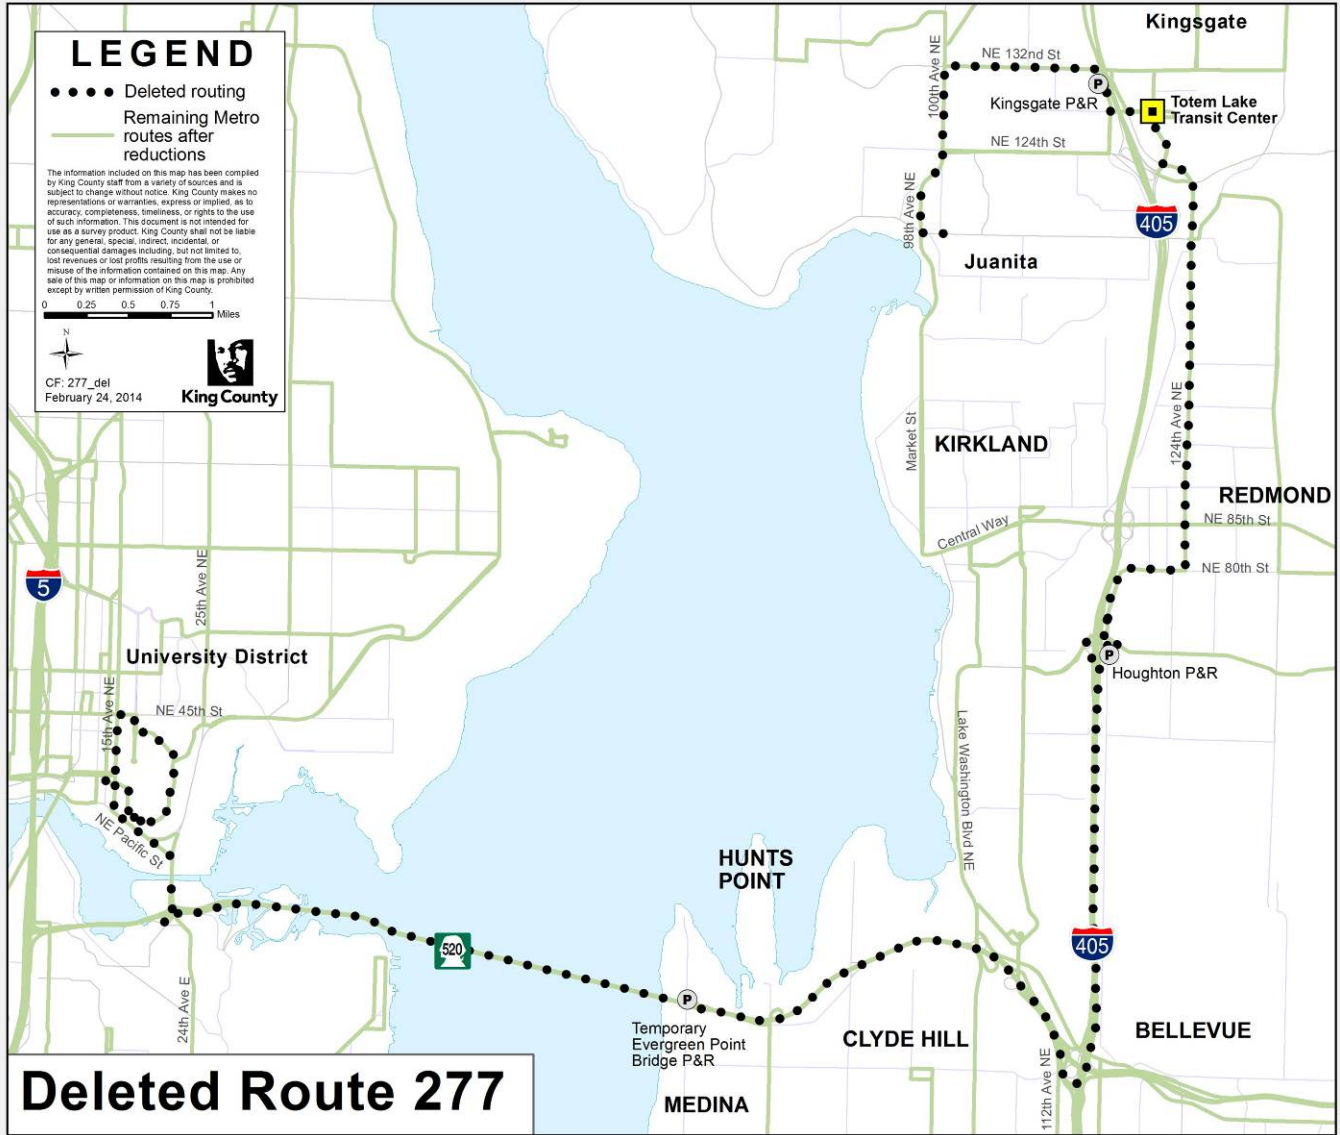 LEGEND
Deleted routing
Remaining Metro
routes after
reductions
The information included on this map has been compiled
by King County staff from a variety of sources and is
subject to change without notice. King County makes no
representations or warranties, express or implied, as to
accuracy, completeness, timeliness, or rights to the use
of such information. This document is not intended for
use as a survey product. King County shall not be liable
for any general, special, indirect, incidental, or
consequential damages including, but not limited to,
lost revenues or lost profits resulting from the use or
misuse of the information contained on this map. Any
sale of this map or information on this map is prohibited
except by written permission of King County.
0 0.25 0.5 0.75 1
Miles
N
CF: 277_del
February 24, 2014
King County
Kingsgate
100th Ave NE
NE 132nd St
P
Kingsgate P&R
Totem Lake
Transit Center
NE 124th St
98th Ave NE
405
Juanita
Market St
KIRKLAND
124th Ave NE
REDMOND
NE 85th St
Central Way
NE 80th St
5
25th Ave NE
University District
P
Houghton P&R
15th Ave NE
NE 45th St
Lake Washington Blvd NE
NE Pacific St
HUNTS
POINT
520
405
24th Ave E
P
Temporary
Evergreen Point
Bridge P&R
CLYDE HILL
BELLEVUE
112th Ave NE
MEDINA
Deleted Route 277